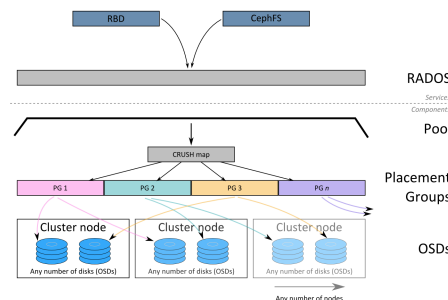 RBD
CephFS
RADOS
Service
Component
Poo
CRUSH map
Placement
Groups
PG 1
PG 2
PG 3
PG n
Cluster node
Cluster node
Cluster node
OSDs
Any number of disks (OSDs)
Any number of disks (OSDs)
Any number of disks (OSDs)
Any number of nodes